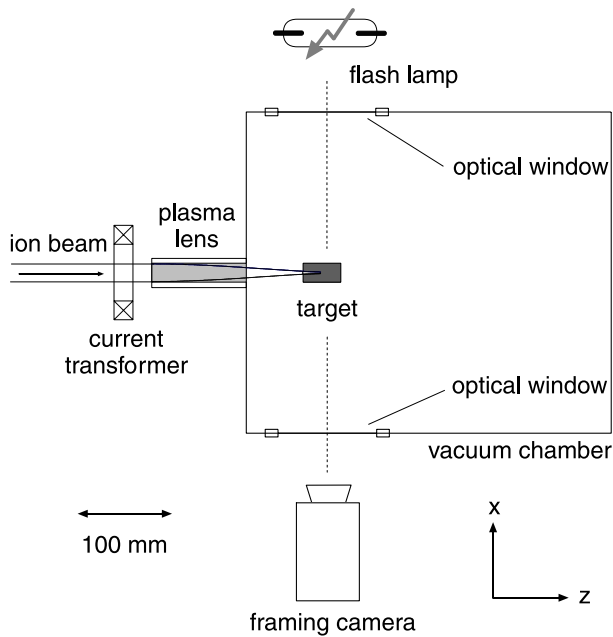 flash lamp
optical window
plasma
lens
ion beam
target
current
transformer
optical window
vacuum chamber
100 mm
x
z
framing camera